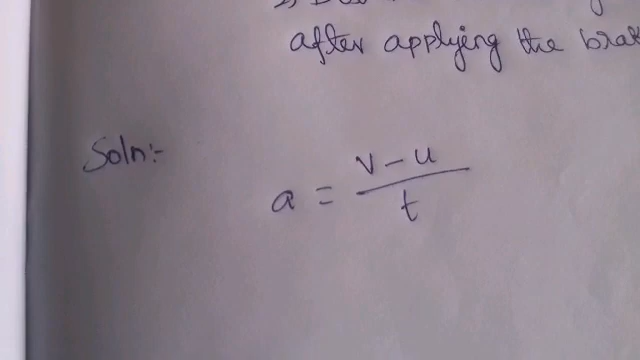 after applying the
Soln:-
a = v - u / t